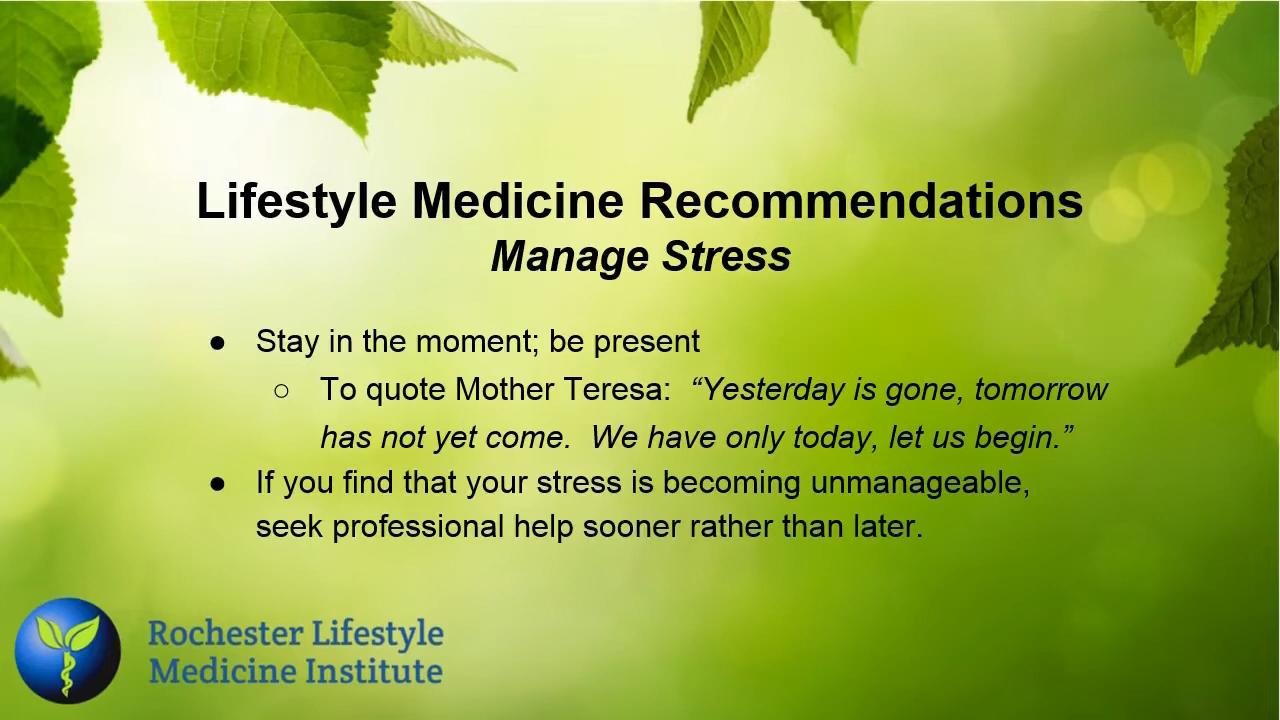 Lifestyle Medicine Recommendations
Manage Stress
● Stay in the moment; be present
○ To quote Mother Teresa:  “Yesterday is gone, tomorrow
has not yet come.  We have only today, let us begin.”
● If you find that your stress is becoming unmanageable,
seek professional help sooner rather than later.
Rochester Lifestyle
Medicine Institute